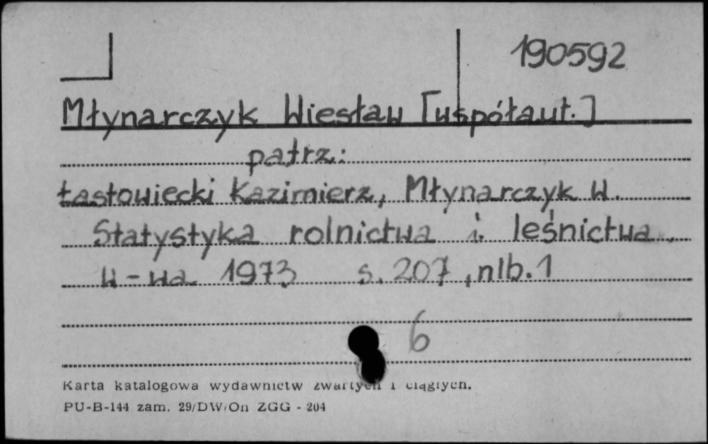 190592
Młynarczyk Wiesław [współaut.]
patrz:
Łastowiecki Kazimierz, Młynarczyk W.
Statystyka rolnictwa i leśnictwa.
W-wa 1973 s. 207, nlb. 1
6
Karta katalogowa wydawnictw zwartych i ciągłych.
PU-B-144 zam. 29/DW/On ZGG - 204